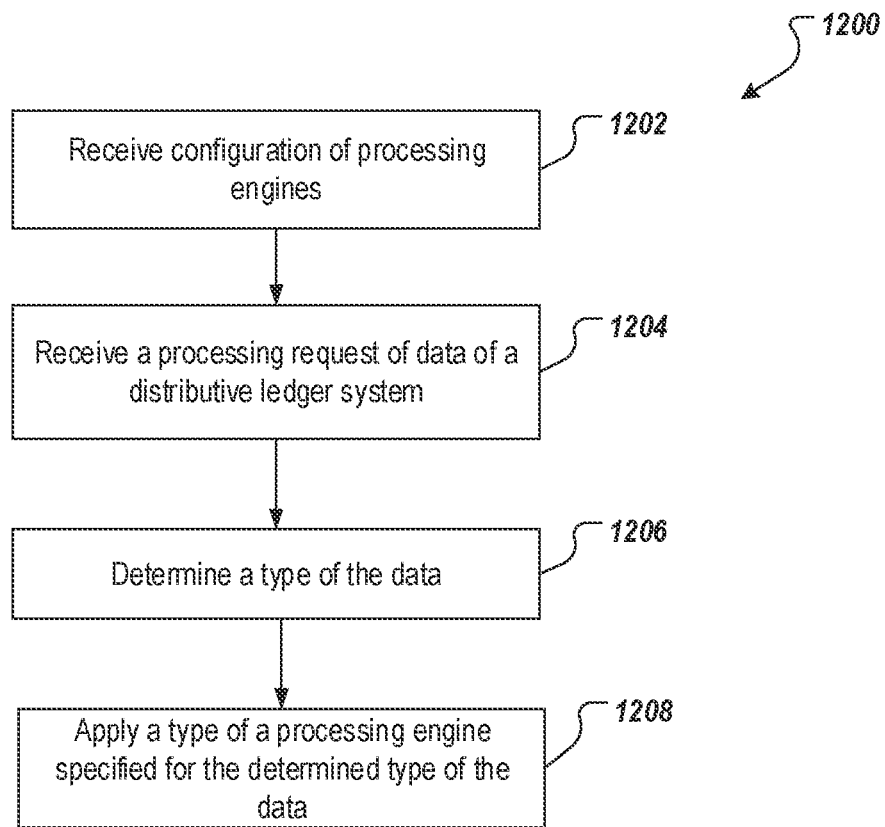 1200
Receive configuration of processing
engines
1202
Receive a processing request of data of a
distributive ledger system
1204
Determine a type of the data
1206
Apply a type of a processing engine
specified for the determined type of the
data
1208